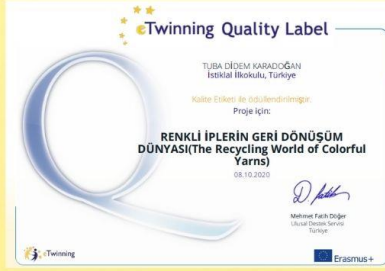 eTwinning Quality Label
TUBA DİDEM KARADOĞAN
İstiklal İlkokulu, Türkiye
Kalite Etiketi ile ödüllendirilmiştir.
Proje için:
RENKLİ İPLERİN GERİ DÖNÜŞÜM
DÜNYASI(The Recycling World of Colorful
Yarns)
08.10.2020
Mehmet Fatih Döğer
Ulusal Destek Servisi
Türkiye
eTwinning
Erasmus+